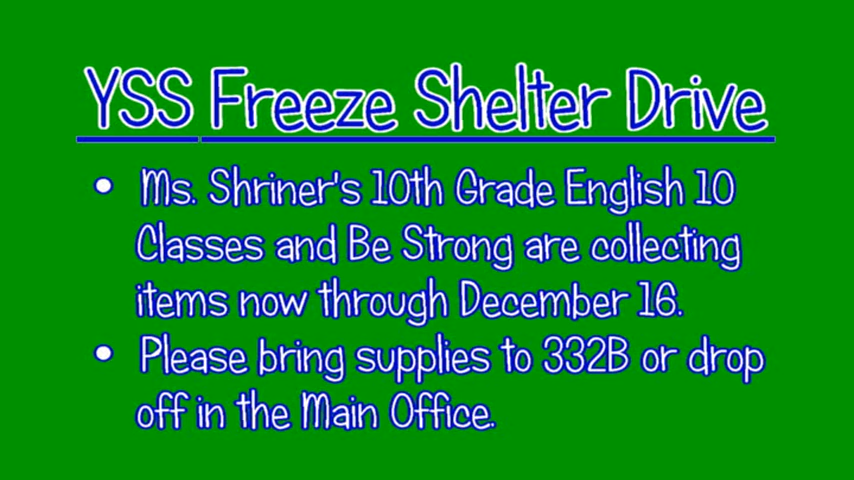 YSS Freeze Shelter Drive
• Ms. Shriner's 10th Grade English 10
Classes and Be Strong are collecting
items now through December 16.
• Please bring supplies to 332B or drop
off in the Main Office.